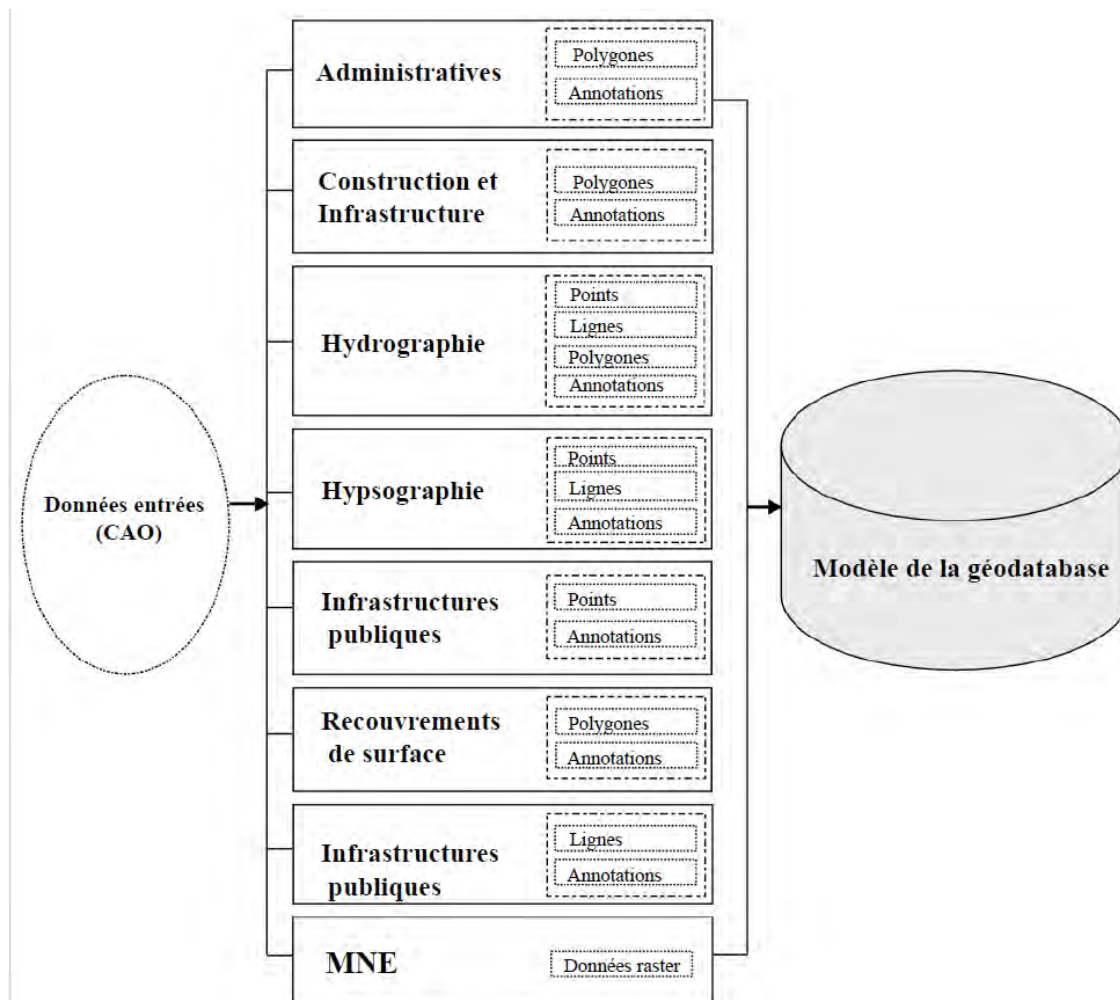 Données entrées
(CAO)
Administratives
Polygones
Annotations
Construction et
Infrastructure
Polygones
Annotations
Hydrographie
Points
Lignes
Polygones
Annotations
Hypsographie
Points
Lignes
Annotations
Infrastructures
publiques
Points
Annotations
Recouvrements
de surface
Polygones
Annotations
Infrastructures
publiques
Lignes
Annotations
MNE
Données raster
Modèle de la géodatabase